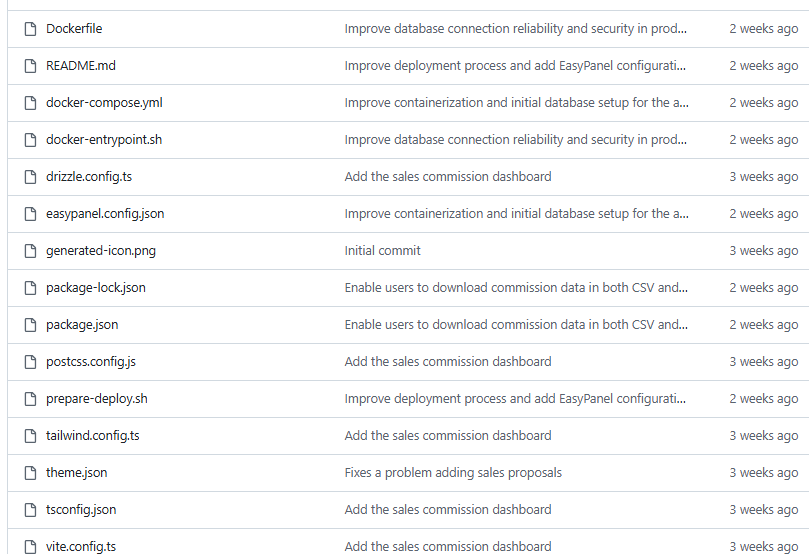 Dockerfile Improve database connection reliability and security in prod... 2 weeks ago
README.md Improve deployment process and add EasyPanel configurati... 2 weeks ago
docker-compose.yml Improve containerization and initial database setup for the a... 2 weeks ago
docker-entrypoint.sh Improve database connection reliability and security in prod... 2 weeks ago
drizzle.config.ts Add the sales commission dashboard 3 weeks ago
easypanel.config.json Improve containerization and initial database setup for the a... 2 weeks ago
generated-icon.png Initial commit 3 weeks ago
package-lock.json Enable users to download commission data in both CSV and... 2 weeks ago
package.json Enable users to download commission data in both CSV and... 2 weeks ago
postcss.config.js Add the sales commission dashboard 3 weeks ago
prepare-deploy.sh Improve deployment process and add EasyPanel configurati... 2 weeks ago
tailwind.config.ts Add the sales commission dashboard 3 weeks ago
theme.json Fixes a problem adding sales proposals 3 weeks ago
tsconfig.json Add the sales commission dashboard 3 weeks ago
vite.config.ts Add the sales commission dashboard 3 weeks ago